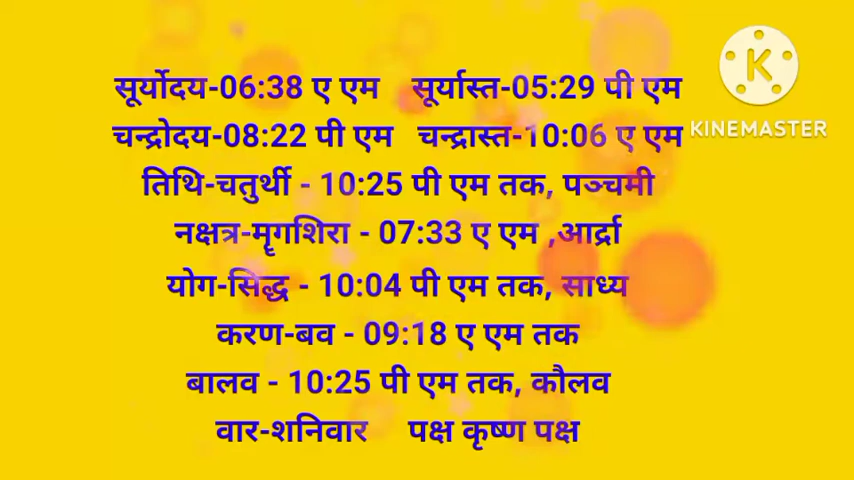 सूर्योदय-06:38 ए एम सूर्यास्त-05:29 पी एम
चन्द्रोदय-08:22 पी एम चन्द्रास्त-10:06 ए एम
तिथि-चतुर्थी - 10:25 पी एम तक, पञ्चमी
नक्षत्र-मृगशिरा - 07:33 ए एम ,आर्द्रा
योग-सिद्ध - 10:04 पी एम तक, साध्य
करण-बव - 09:18 ए एम तक
बालव - 10:25 पी एम तक, कौलव
वार-शनिवार पक्ष कृष्ण पक्ष
K
KINEMASTER